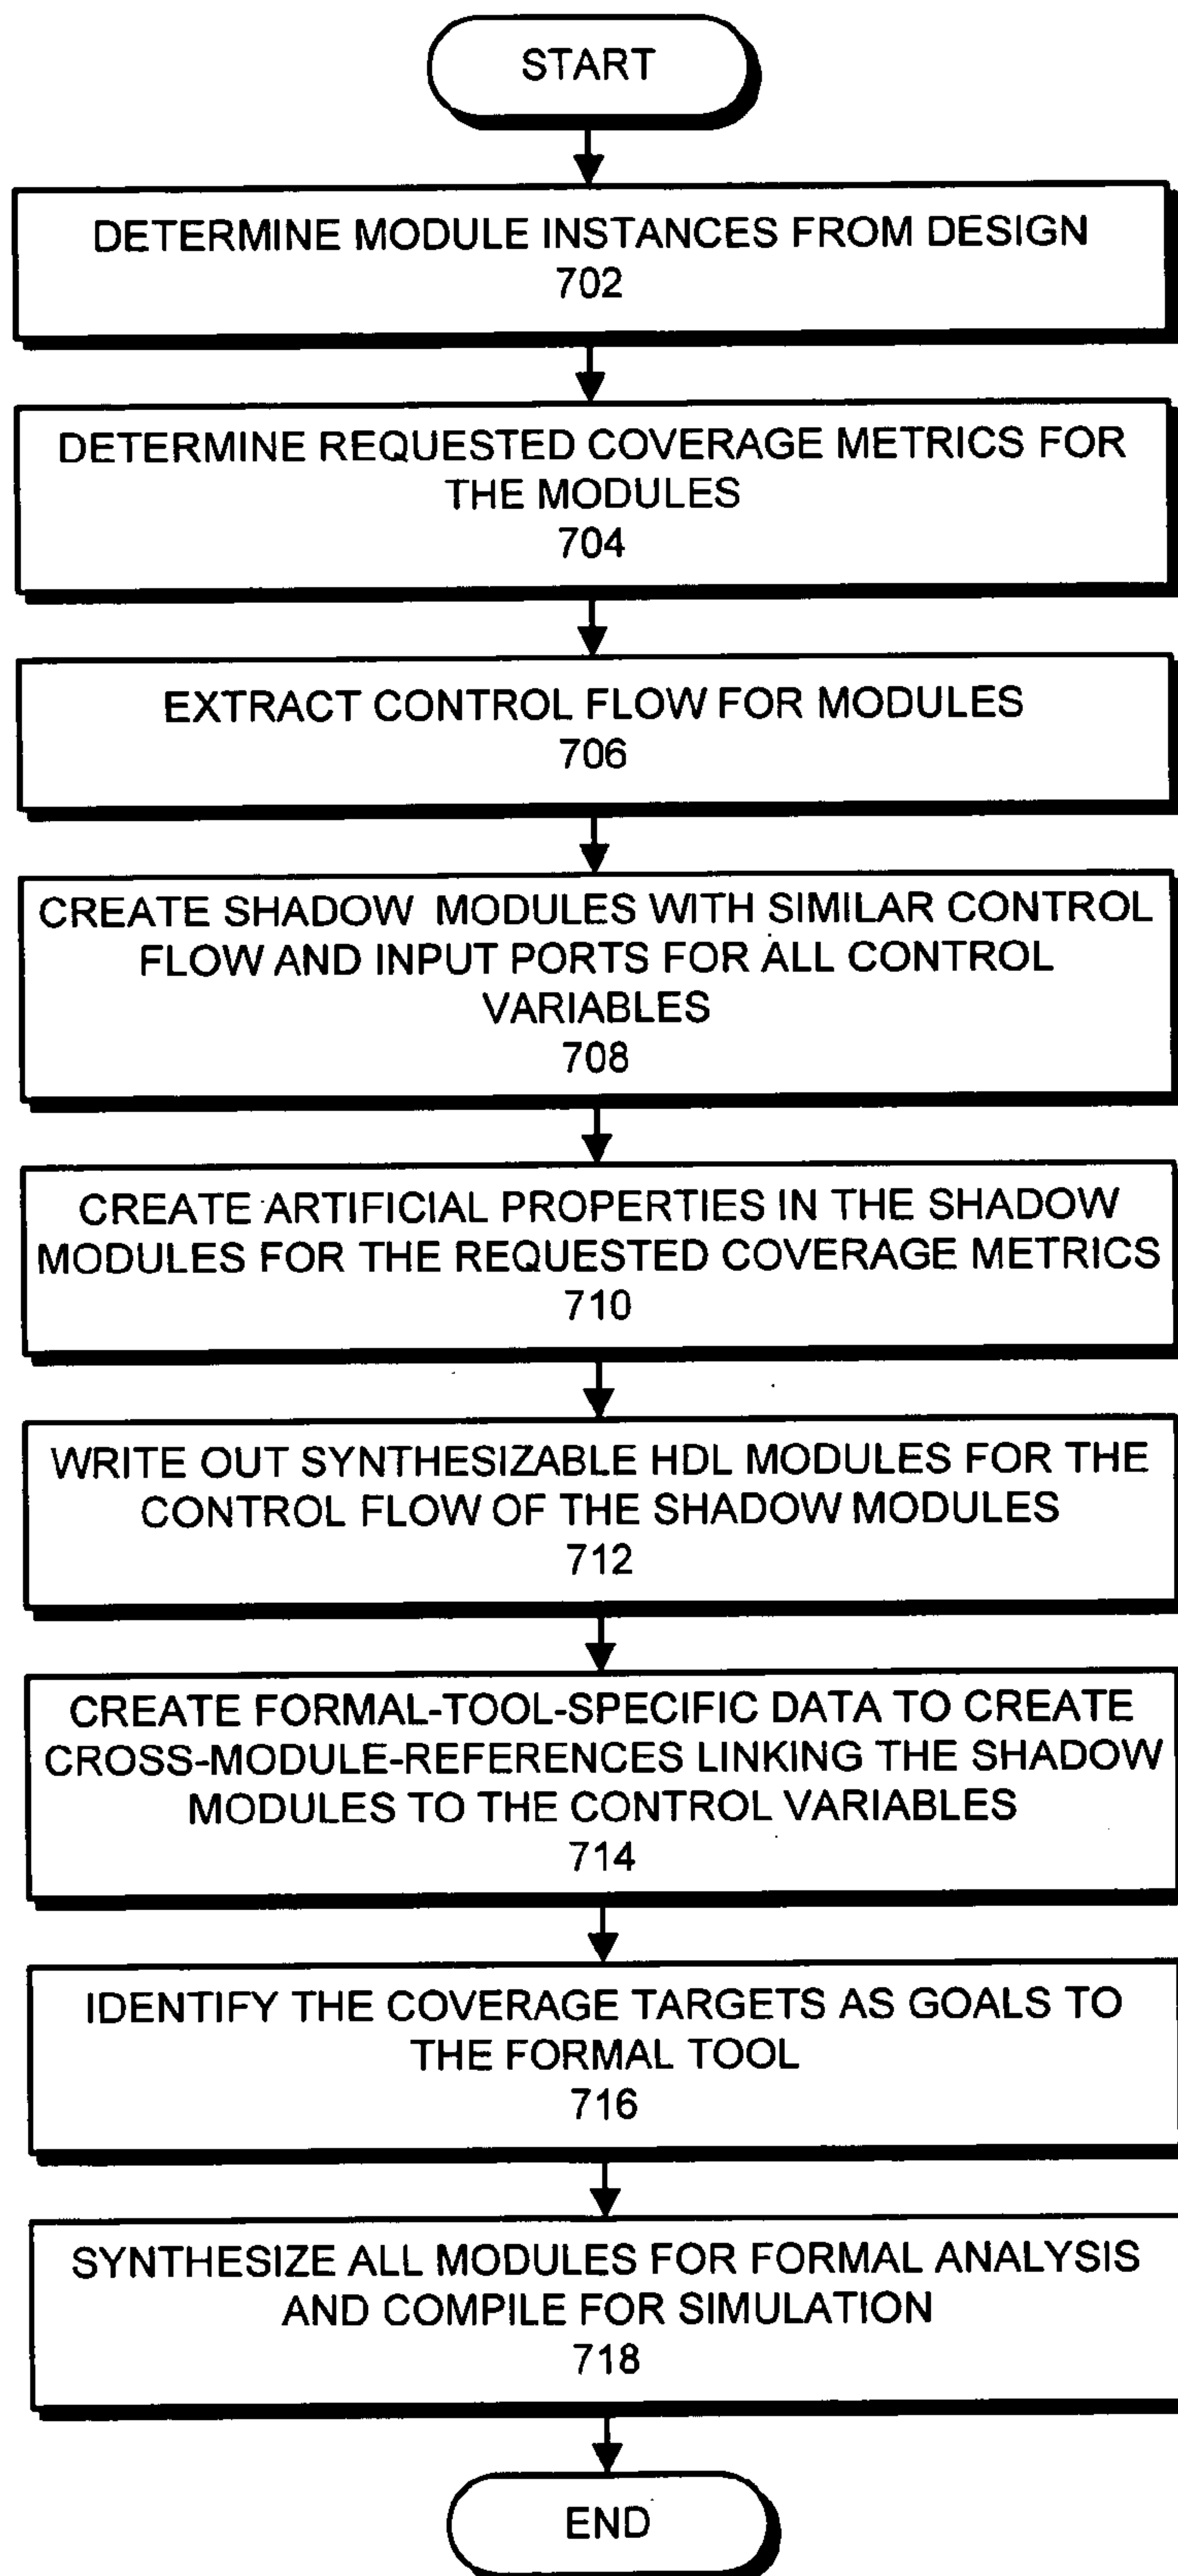 START
DETERMINE MODULE INSTANCES FROM DESIGN
702
DETERMINE REQUESTED COVERAGE METRICS FOR
THE MODULES
704
EXTRACT CONTROL FLOW FOR MODULES
706
CREATE SHADOW MODULES WITH SIMILAR CONTROL
FLOW AND INPUT PORTS FOR ALL CONTROL
VARIABLES
708
CREATE ARTIFICIAL PROPERTIES IN THE SHADOW
MODULES FOR THE REQUESTED COVERAGE METRICS
710
WRITE OUT SYNTHESIZABLE HDL MODULES FOR THE
CONTROL FLOW OF THE SHADOW MODULES
712
CREATE FORMAL-TOOL-SPECIFIC DATA TO CREATE
CROSS-MODULE-REFERENCES LINKING THE SHADOW
MODULES TO THE CONTROL VARIABLES
714
IDENTIFY THE COVERAGE TARGETS AS GOALS TO
THE FORMAL TOOL
716
SYNTHESIZE ALL MODULES FOR FORMAL ANALYSIS
AND COMPILE FOR SIMULATION
718
END